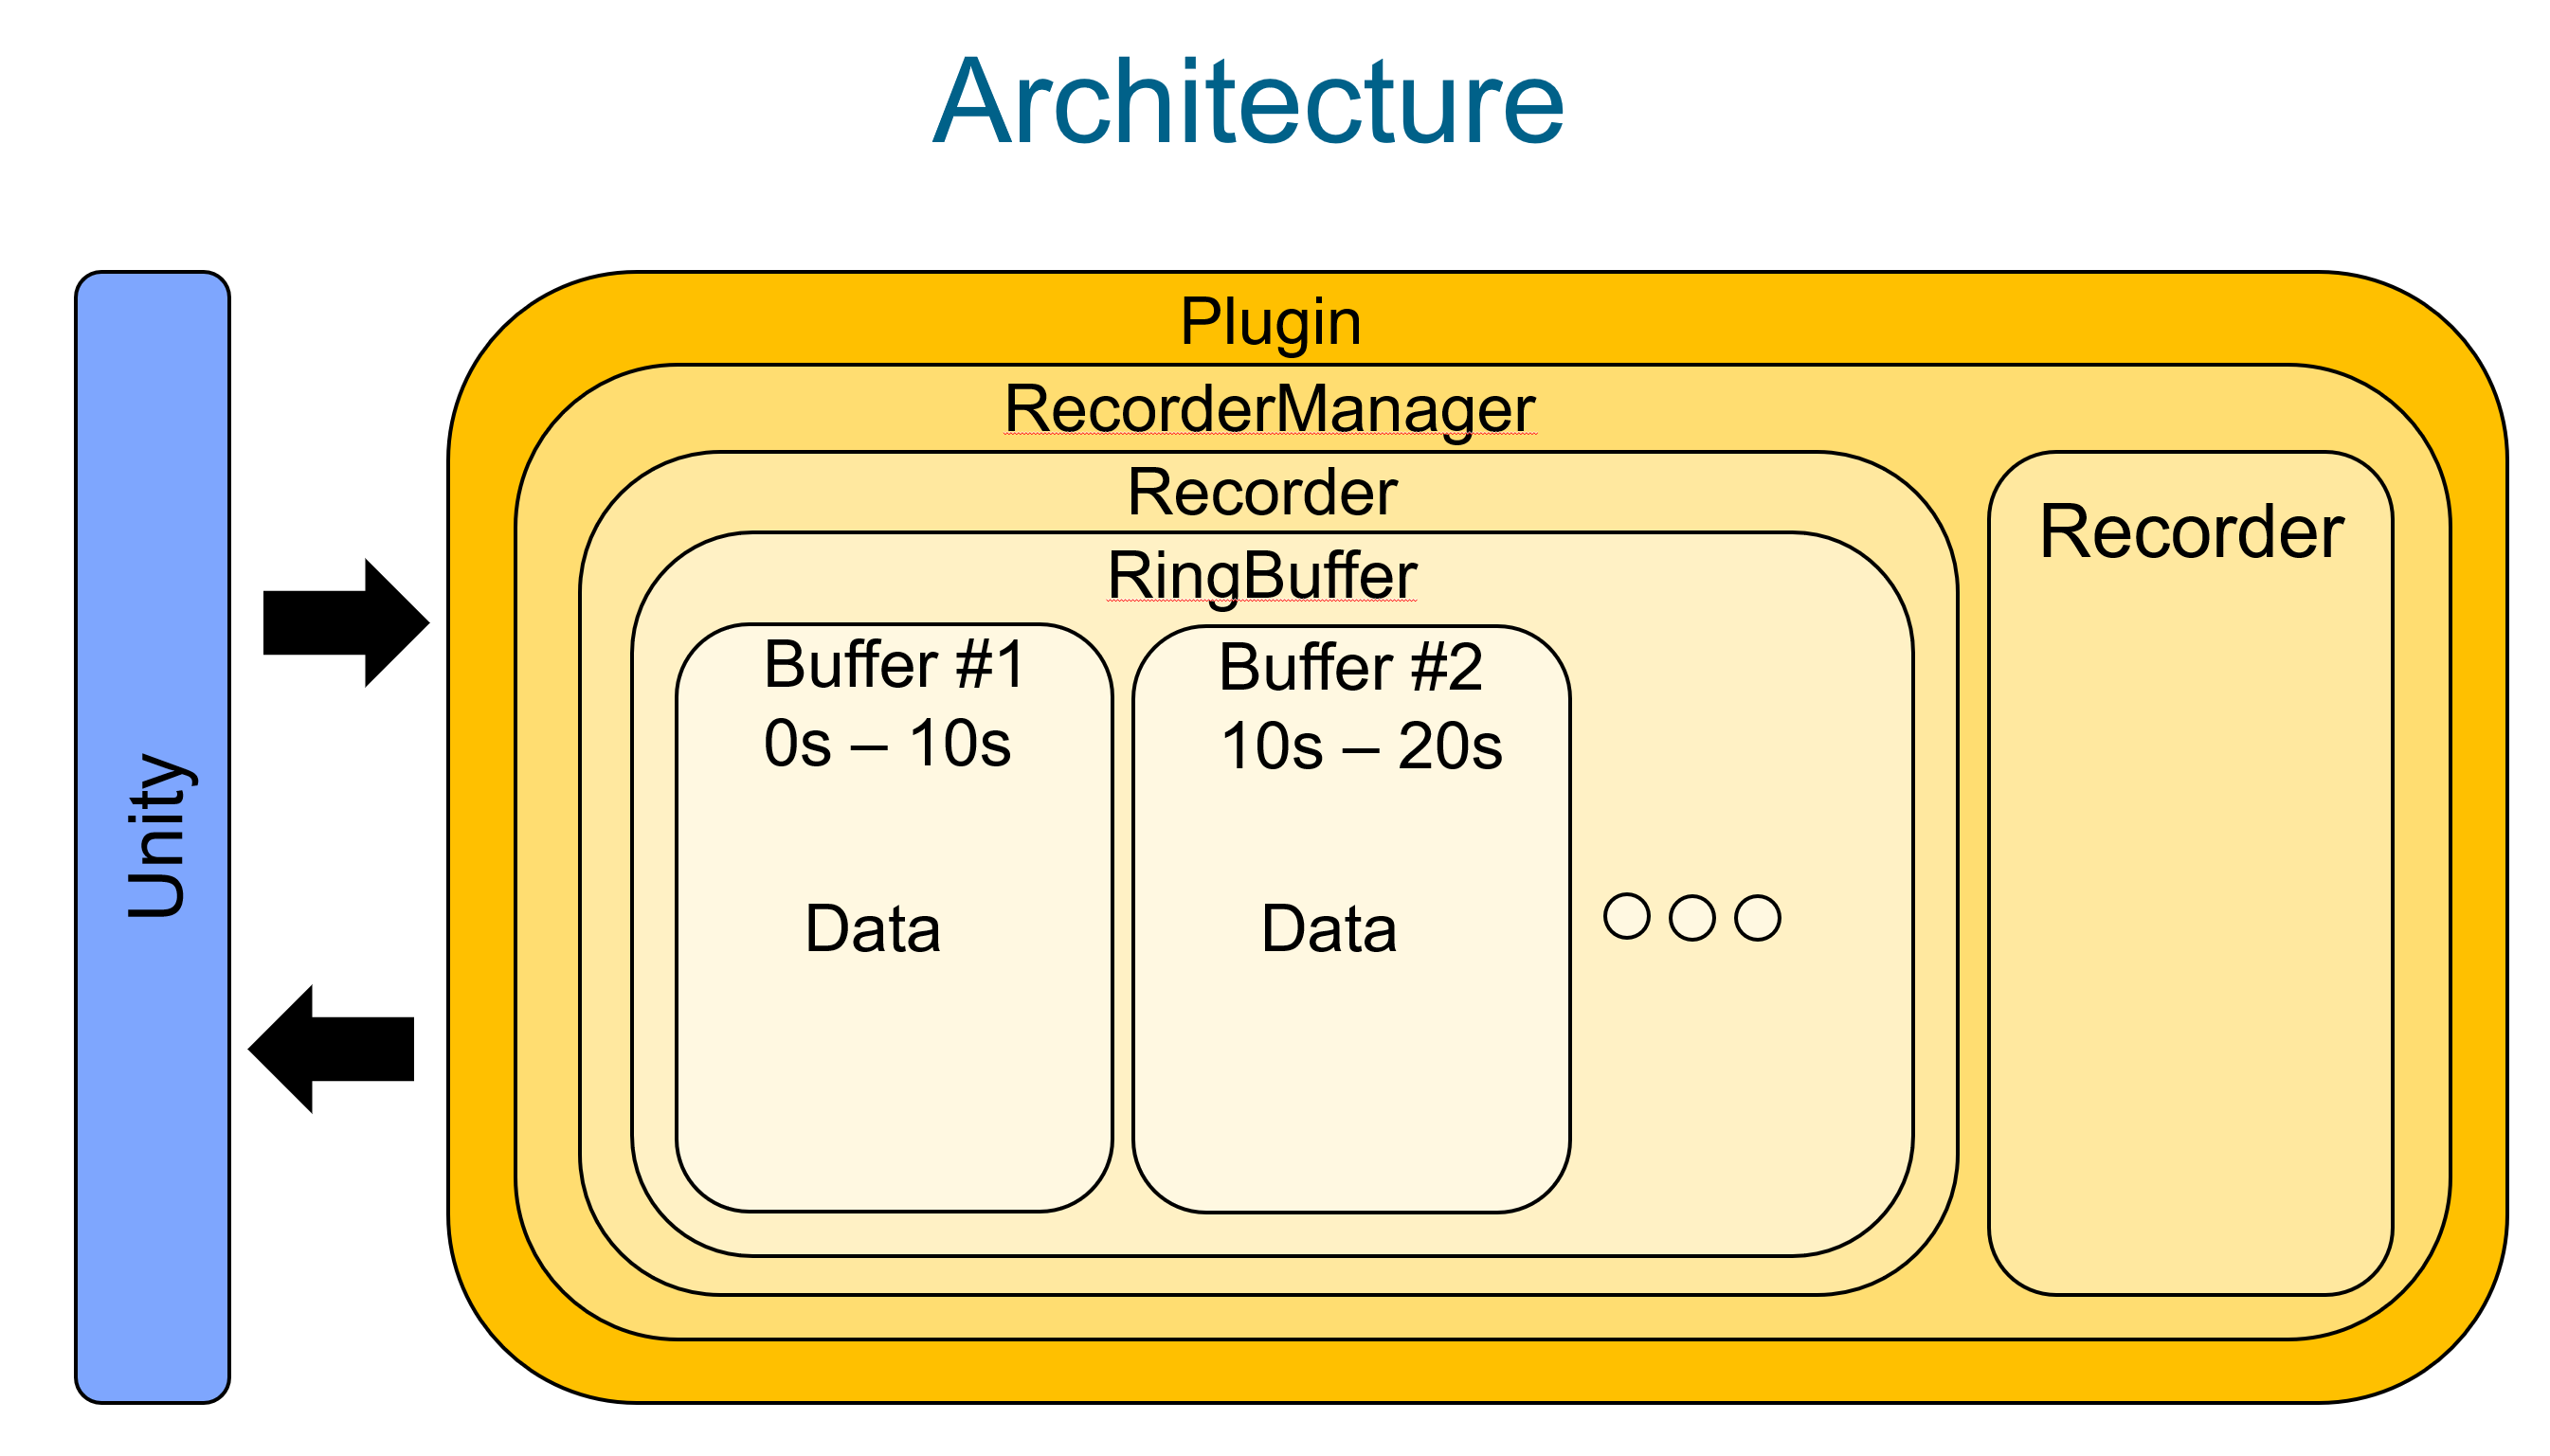 Architecture
Unity
Plugin
RecorderManager
Recorder
RingBuffer
Buffer #1
0s – 10s
Data
Buffer #2
10s – 20s
Data
Recorder